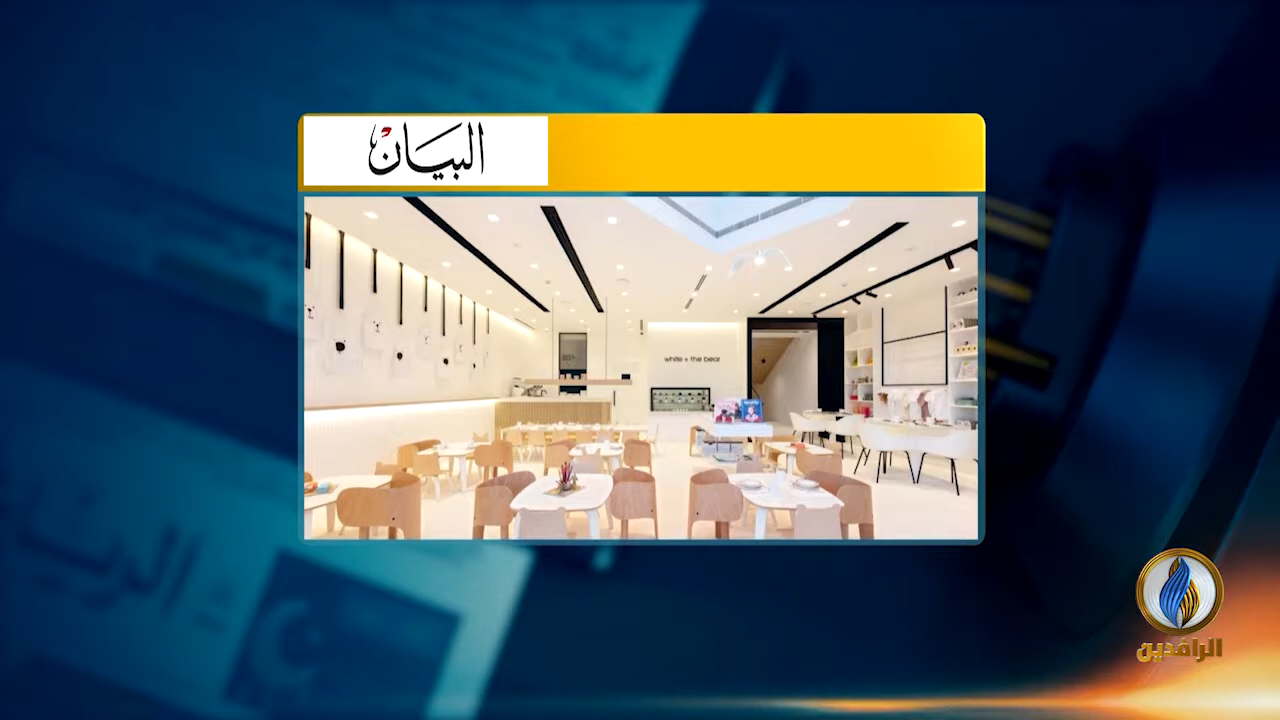 البيان
white + the bear
الرافدين